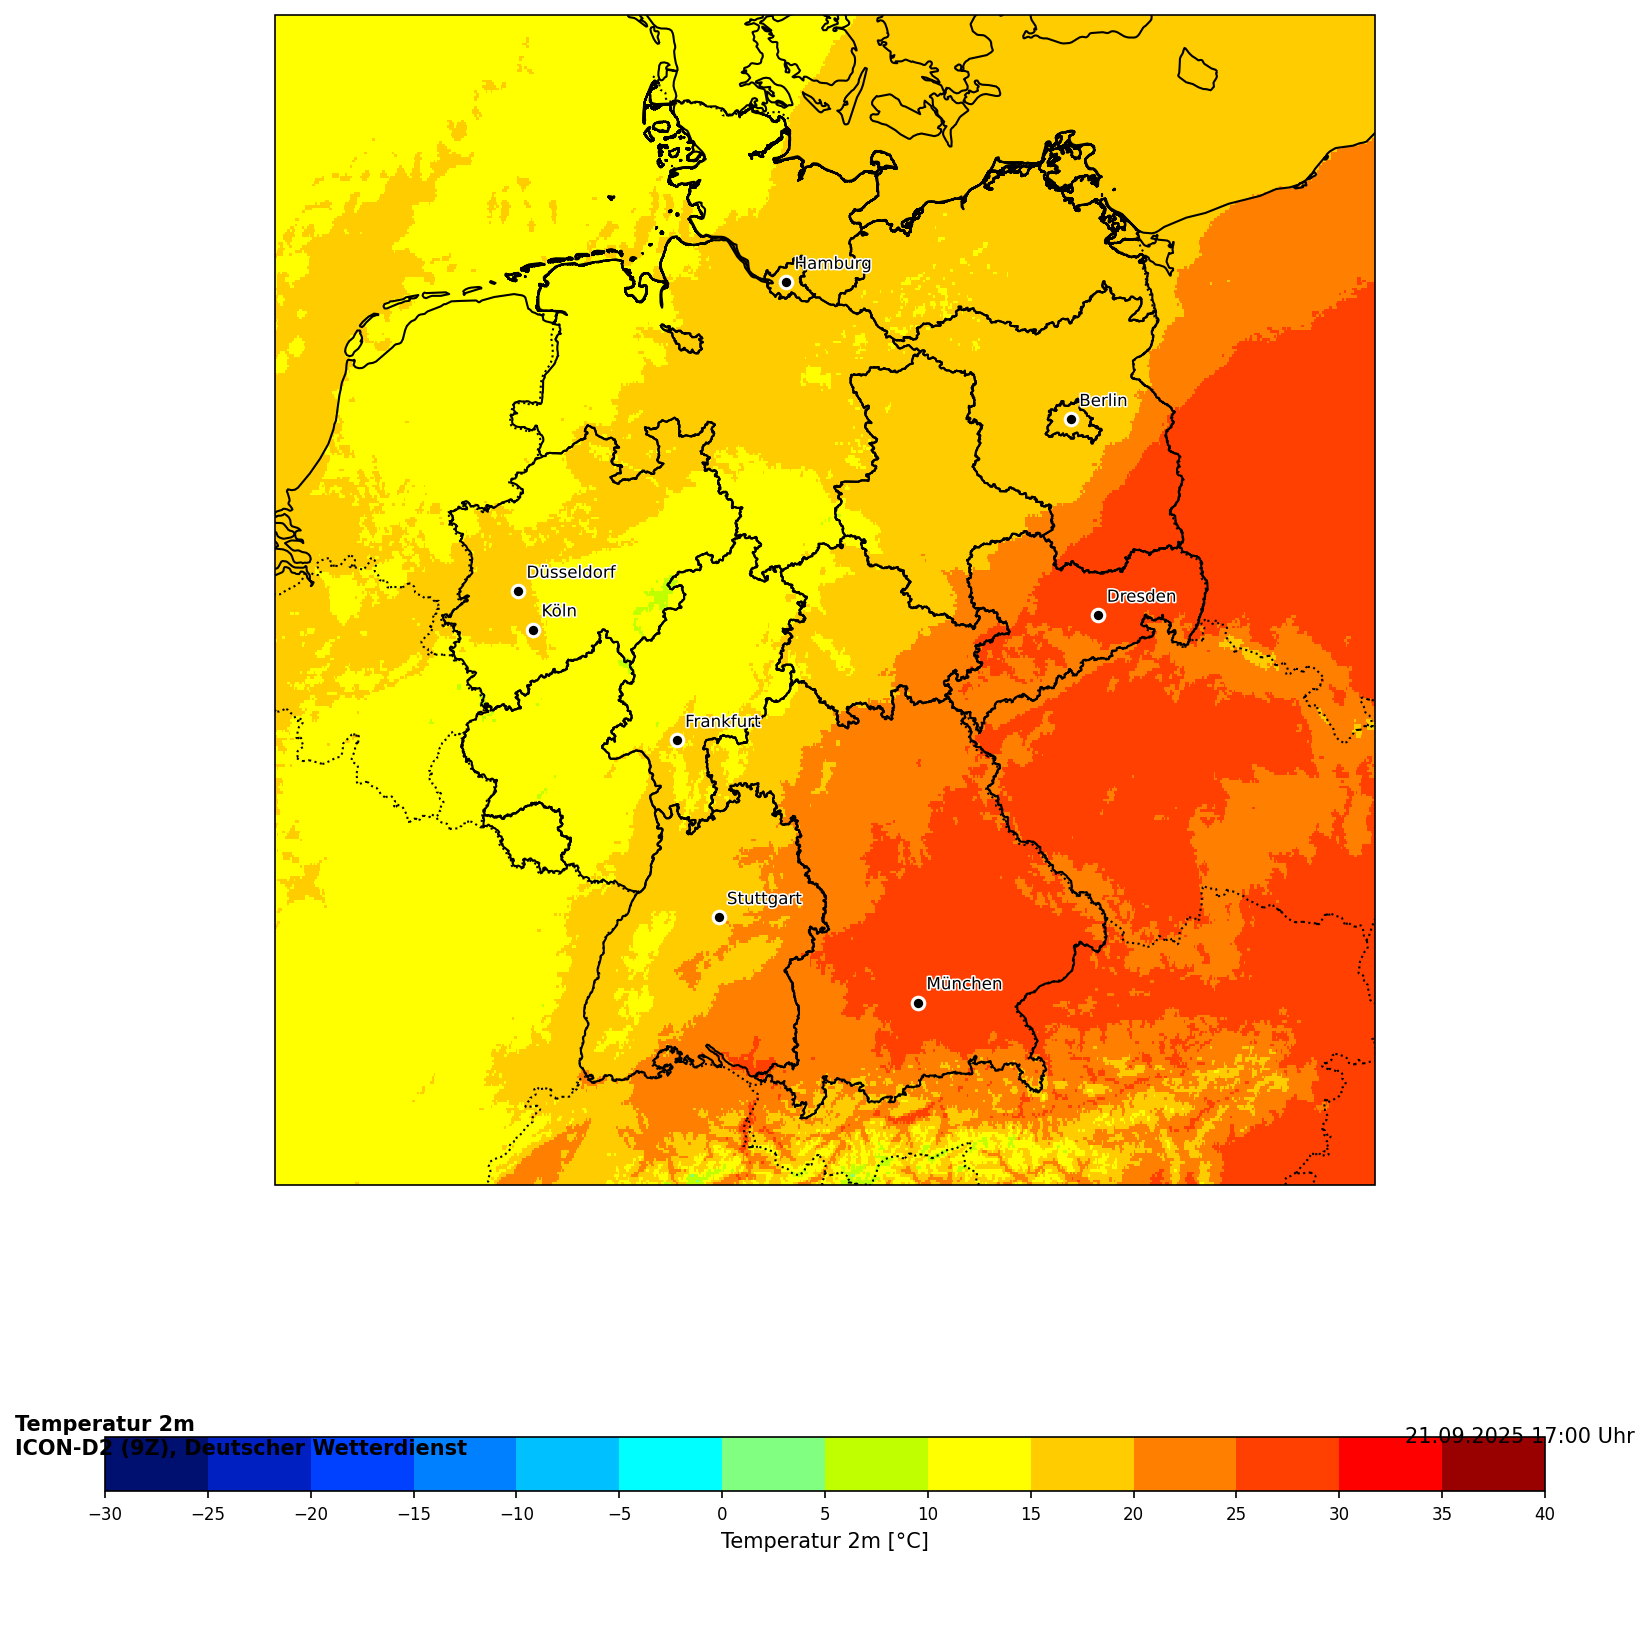 Hamburg
Berlin
Düsseldorf
Köln
Dresden
Frankfurt
Stuttgart
München
Temperatur 2m
ICON-D2 (9Z), Deutscher Wetterdienst
21.09.2025 17:00 Uhr
−30 −25 −20 −15 −10 −5 0 5 10 15 20 25 30 35 40
Temperatur 2m [°C]